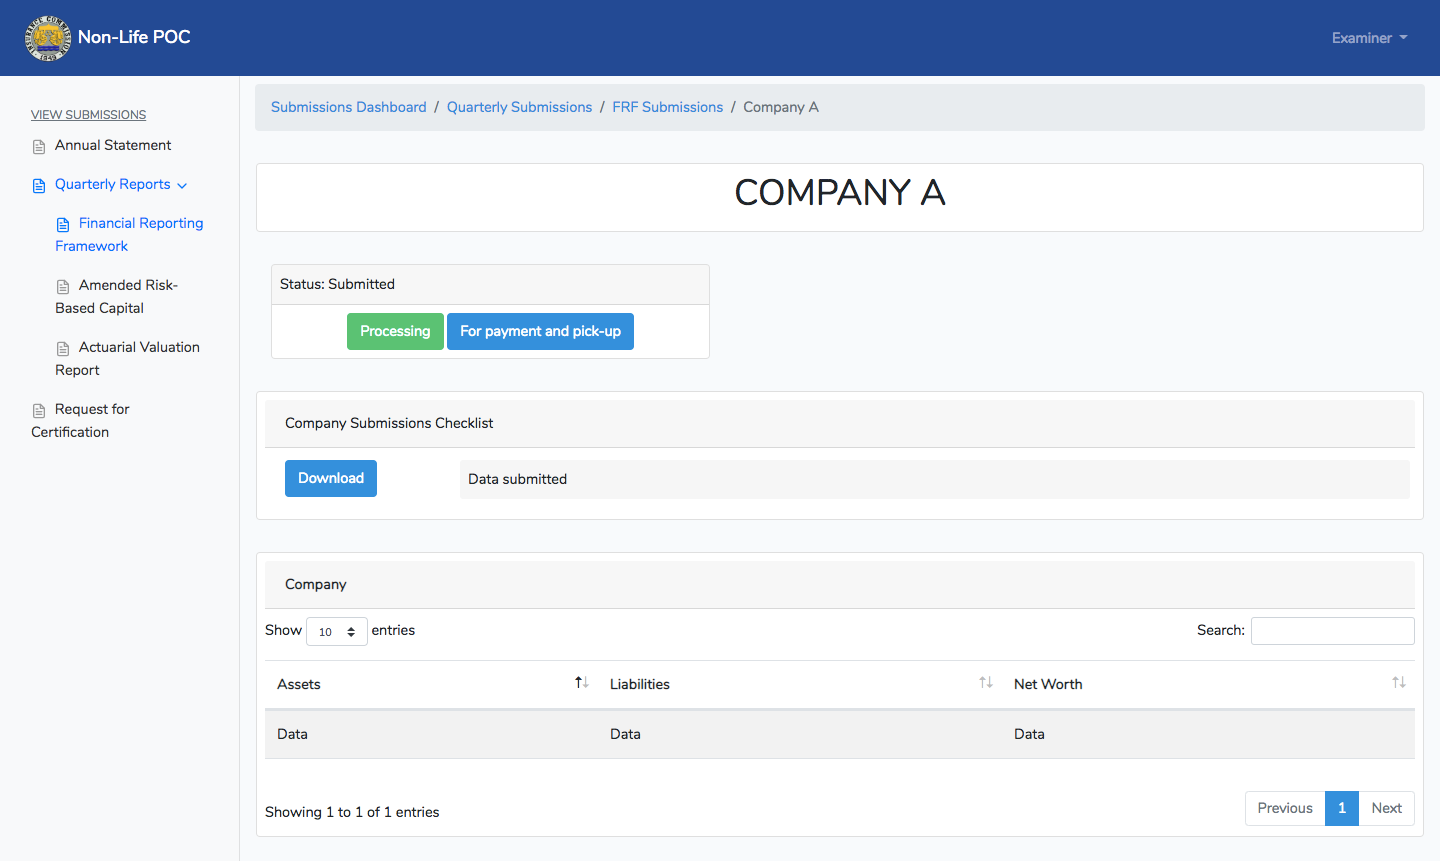 INSURANCE COMMISSION
1949
Non-Life POC
Examiner
VIEW SUBMISSIONS
Annual Statement
Quarterly Reports
Financial Reporting
Framework
Amended Risk-
Based Capital
Actuarial Valuation
Report
Request for
Certification
Submissions Dashboard / Quarterly Submissions / FRF Submissions / Company A
COMPANY A
Status: Submitted
Processing
For payment and pick-up
Company Submissions Checklist
Download
Data submitted
Company
Show 10 entries
Search:
Assets Liabilities Net Worth
Data Data Data
Showing 1 to 1 of 1 entries
Previous 1 Next